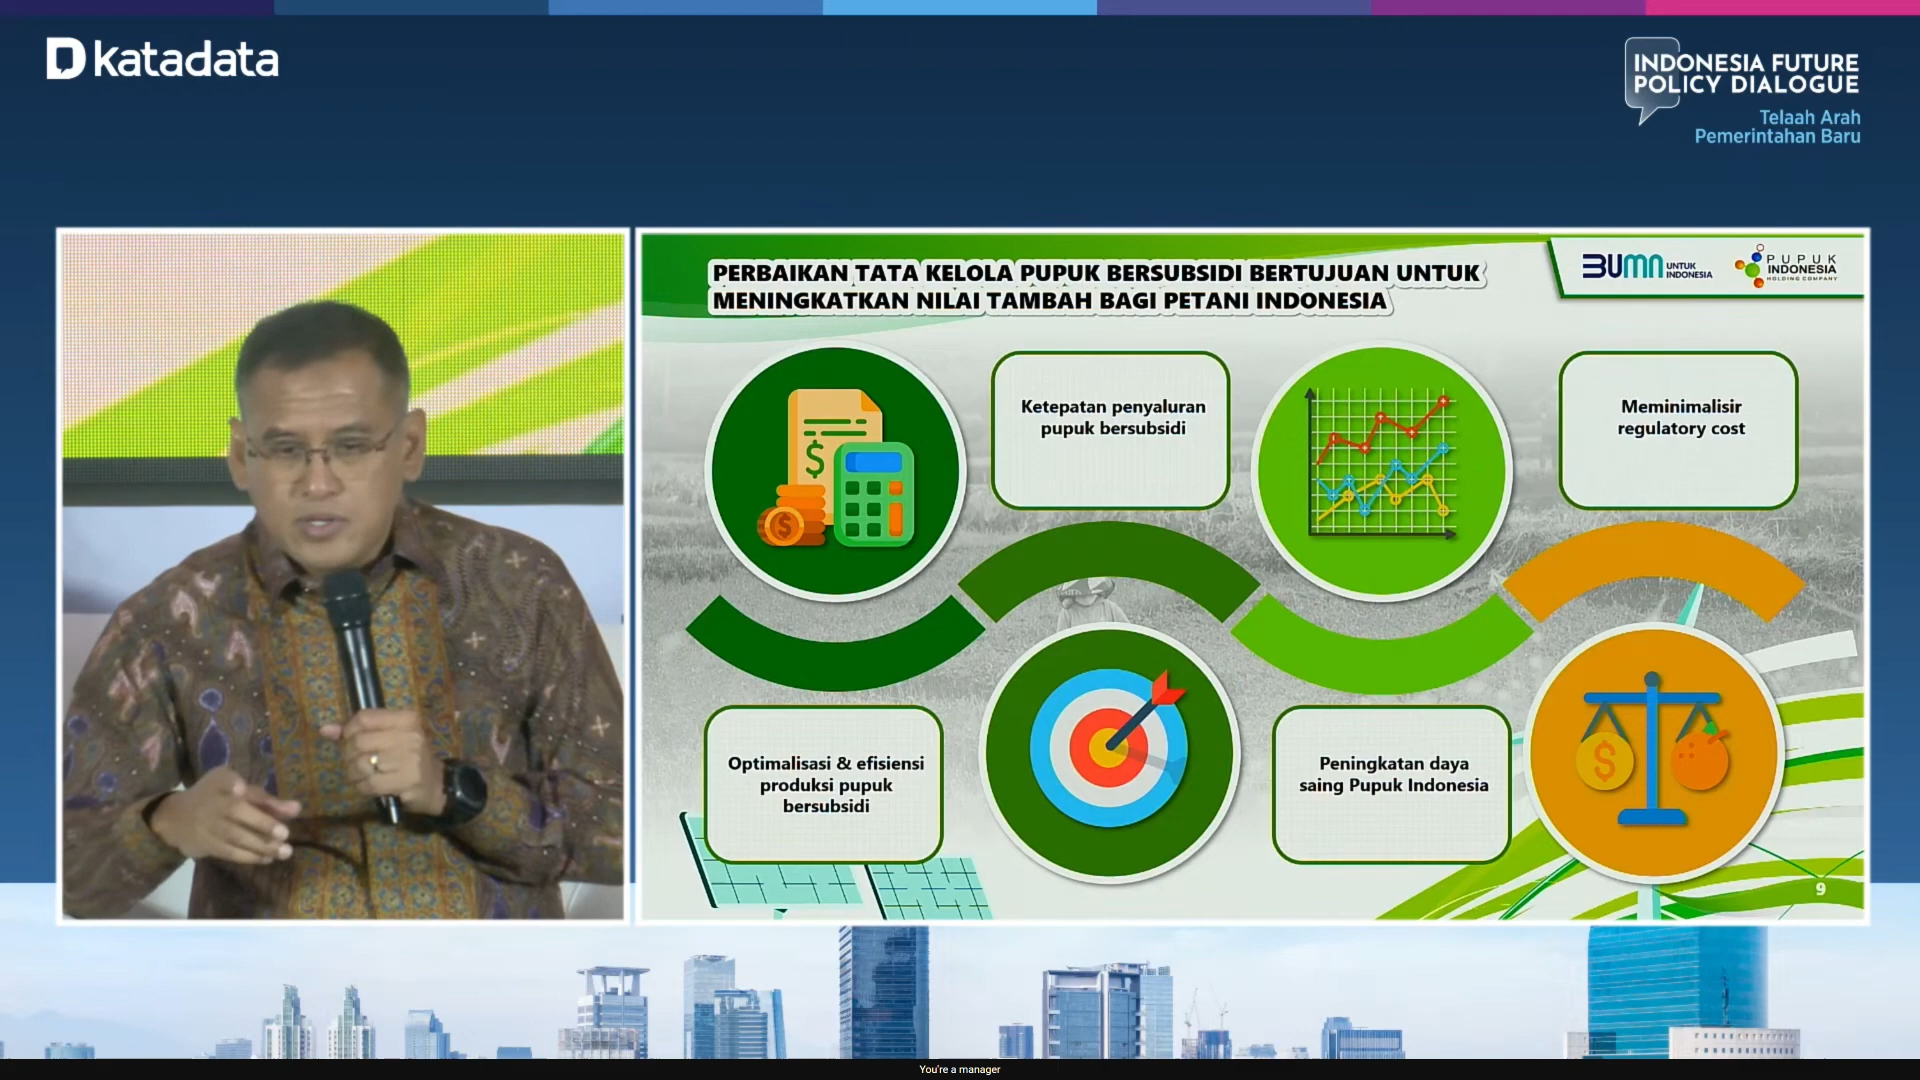 katadata
INDONESIA FUTURE
POLICY DIALOGUE
Telaah Arah
Pemerintahan Baru
PERBAIKAN TATA KELOLA PUPUK BERSUBSIDI BERTUJUAN UNTUK
MENINGKATKAN NILAI TAMBAH BAGI PETANI INDONESIA
BUMN UNTUK
INDONESIA
PUPUK
INDONESIA
HOLDING COMPANY
Ketepatan penyaluran
pupuk bersubsidi
Meminimalisir
regulatory cost
$
$
Optimalisasi & efisiensi
produksi pupuk
bersubsidi
Peningkatan daya
saing Pupuk Indonesia
$
9
You're a manager